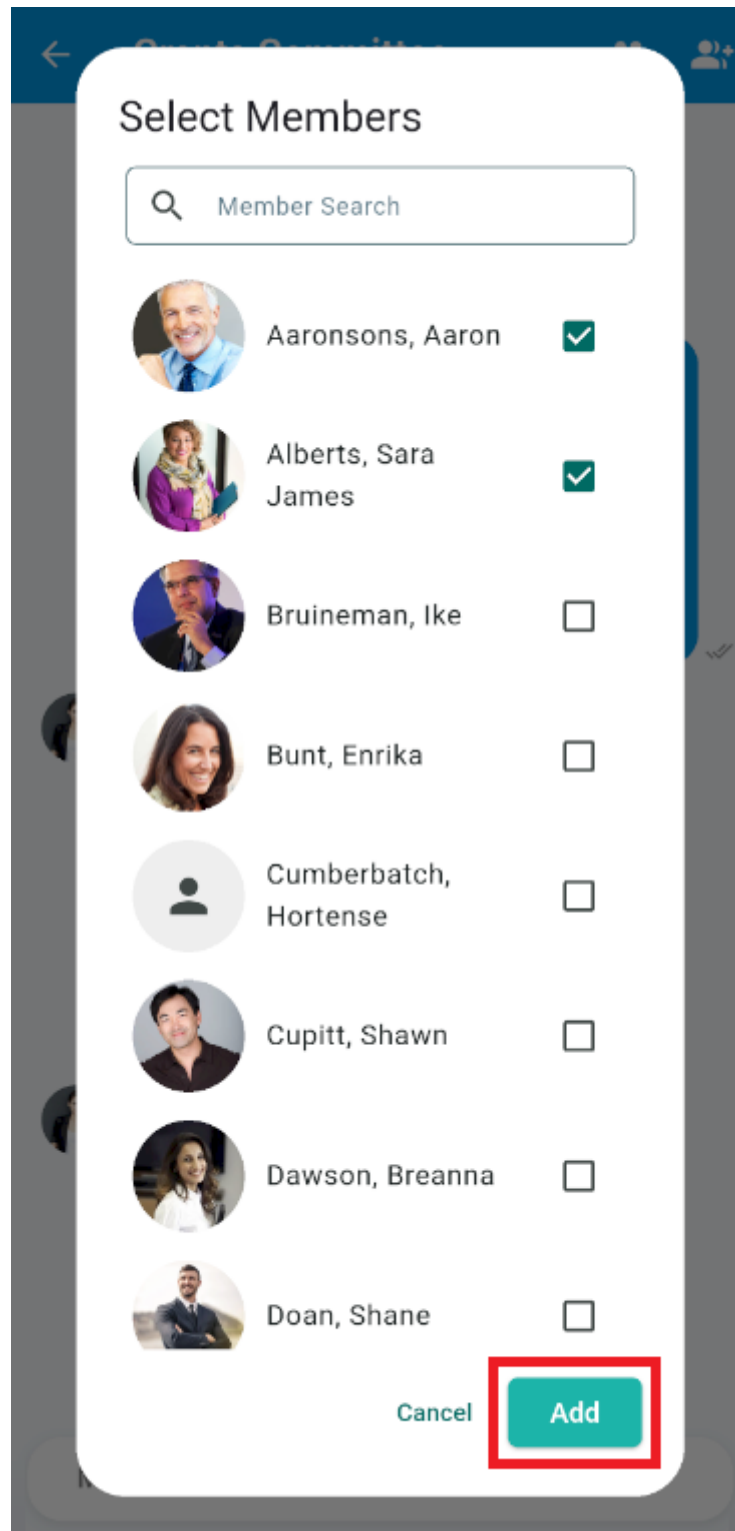 Select Members
Member Search
Aaronsons, Aaron
Alberts, Sara
James
Bruineman, Ike
Bunt, Enrika
Cumberbatch,
Hortense
Cupitt, Shawn
Dawson, Breanna
Doan, Shane
Cancel
Add